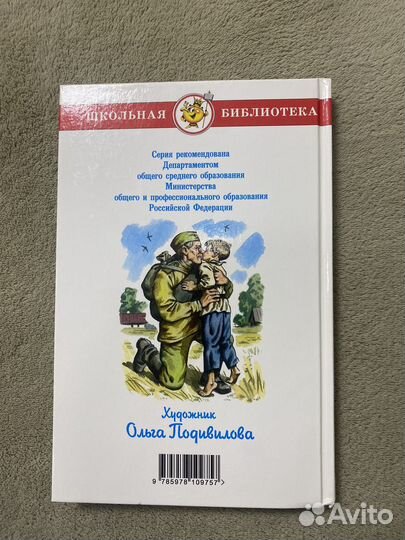 ШКОЛЬНАЯ БИБЛИОТЕКА
Серия рекомендована
Департаментом
общего среднего образования
Министерства
общего и профессионального образования
Российской Федерации
Художник
Ольга Подивилова
9 785978 109757 >
Avito